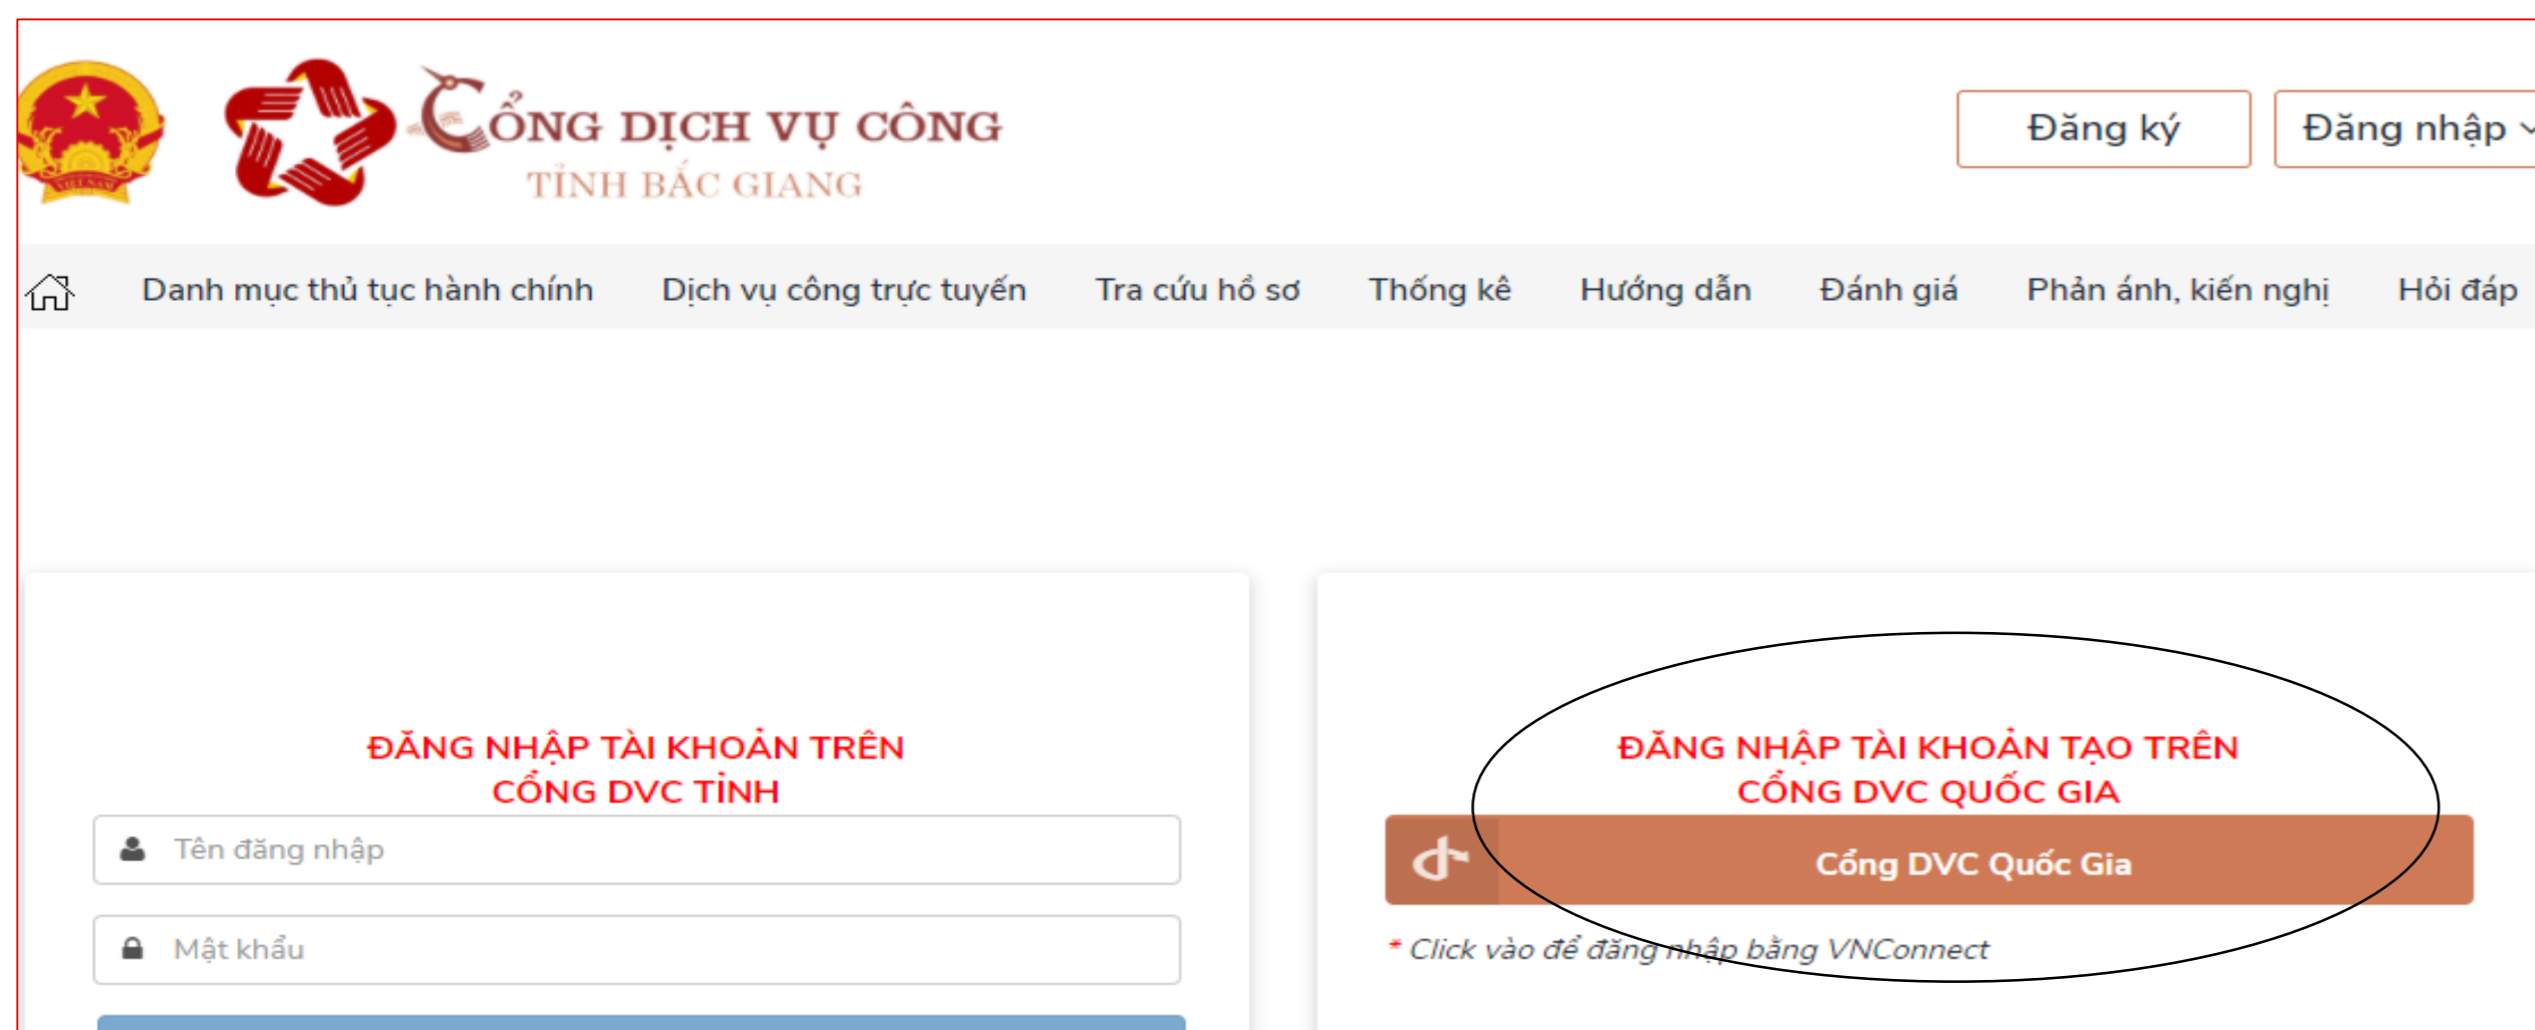 CỔNG DỊCH VỤ CÔNG
TỈNH BẮC GIANG
VIỆT NAM
Đăng ký
Đăng nhập
Danh mục thủ tục hành chính
Dịch vụ công trực tuyến
Tra cứu hồ sơ
Thống kê
Hướng dẫn
Đánh giá
Phản ánh, kiến nghị
Hỏi đáp
ĐĂNG NHẬP TÀI KHOẢN TRÊN
CỔNG DVC TỈNH
Tên đăng nhập
Mật khẩu
ĐĂNG NHẬP TÀI KHOẢN TẠO TRÊN
CỔNG DVC QUỐC GIA
Cổng DVC Quốc Gia
* Click vào để đăng nhập bằng VNConnect